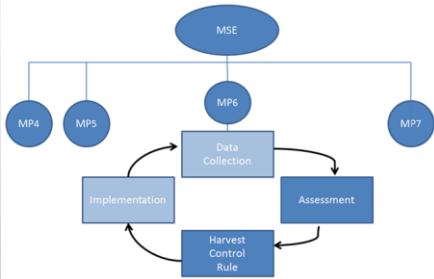 MSE
MP4
MP5
MP6
MP7
Data
Collection
Implementation
Assessment
Harvest
Control
Rule